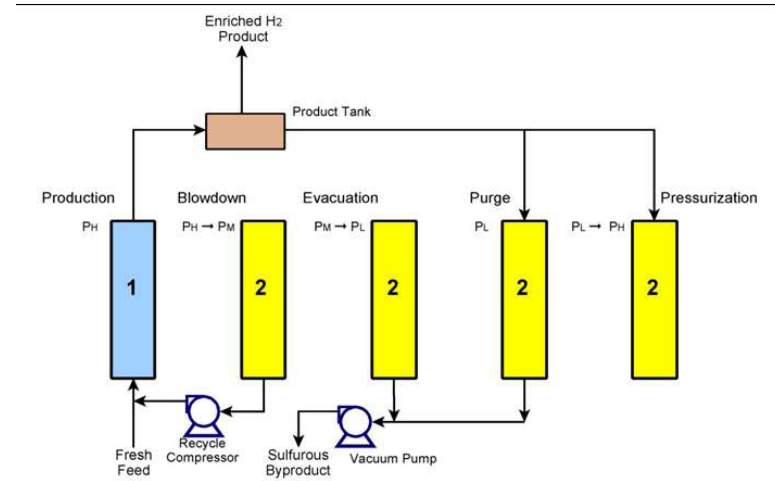 Enriched H2
Product
Product Tank
Production
Blowdown
Evacuation
Purge
Pressurization
PH
PH → PM
PM → PL
PL
PL → PH
1
2
2
2
2
Fresh
Feed
Recycle
Compressor
Sulfurous
Byproduct
Vacuum Pump